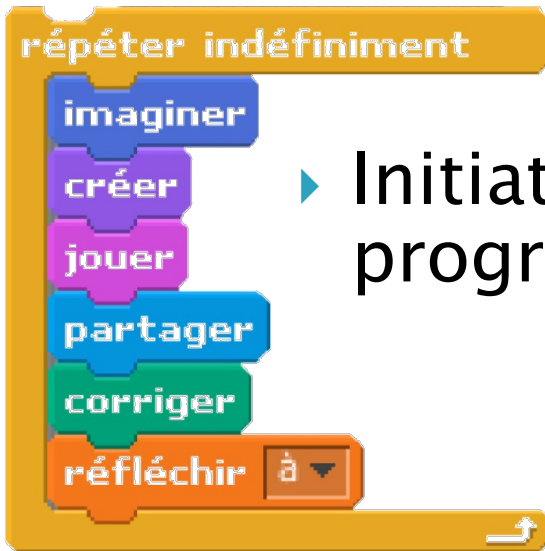 répéter indéfiniment
imaginer
créer
jouer
partager
corriger
réfléchir à
Initiat
progr